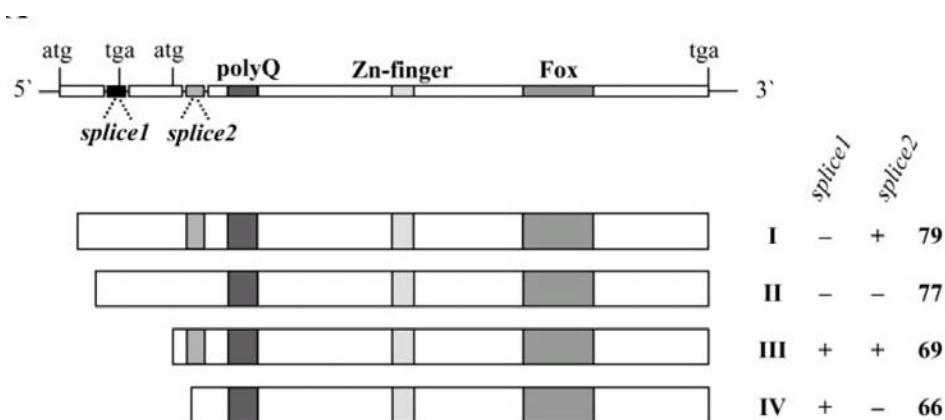 atg tga atg polyQ Zn-finger Fox tga
5` 3`
splice1 splice2
splice1 splice2
I – + 79
II – – 77
III + + 69
IV + – 66